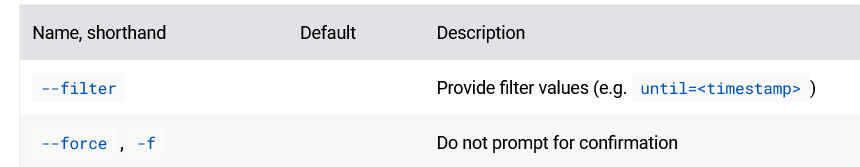 Name, shorthand Default Description
--filter Provide filter values (e.g. until=<timestamp> )
--force , -f Do not prompt for confirmation